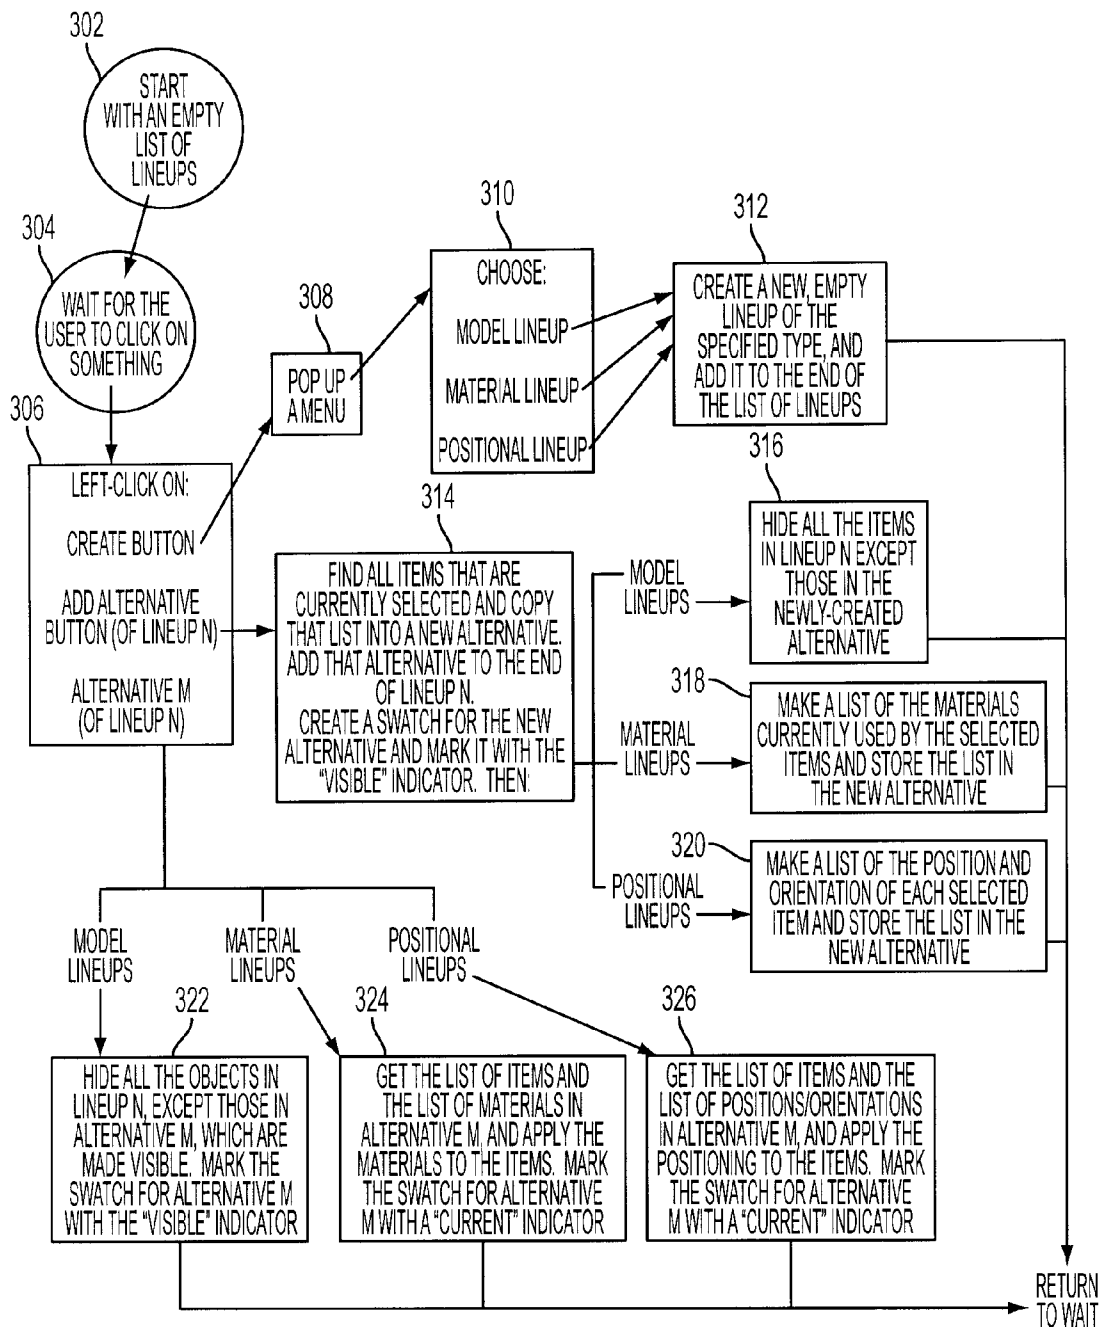 302
START
WITH AN EMPTY
LIST OF
LINEUPS
304
WAIT FOR THE
USER TO CLICK ON
SOMETHING
306
LEFT-CLICK ON:
CREATE BUTTON
ADD ALTERNATIVE
BUTTON (OF LINEUP N)
ALTERNATIVE M
(OF LINEUP N)
308
POP UP
A MENU
310
CHOOSE:
MODEL LINEUP
MATERIAL LINEUP
POSITIONAL LINEUP
312
CREATE A NEW, EMPTY
LINEUP OF THE
SPECIFIED TYPE, AND
ADD IT TO THE END OF
THE LIST OF LINEUPS
314
FIND ALL ITEMS THAT ARE
CURRENTLY SELECTED AND COPY
THAT LIST INTO A NEW ALTERNATIVE.
ADD THAT ALTERNATIVE TO THE END
OF LINEUP N.
CREATE A SWATCH FOR THE NEW
ALTERNATIVE AND MARK IT WITH THE
"VISIBLE" INDICATOR. THEN:
MODEL
LINEUPS
316
HIDE ALL THE ITEMS
IN LINEUP N EXCEPT
THOSE IN THE
NEWLY-CREATED
ALTERNATIVE
MATERIAL
LINEUPS
318
MAKE A LIST OF THE MATERIALS
CURRENTLY USED BY THE SELECTED
ITEMS AND STORE THE LIST IN
THE NEW ALTERNATIVE
POSITIONAL
LINEUPS
320
MAKE A LIST OF THE POSITION AND
ORIENTATION OF EACH SELECTED
ITEM AND STORE THE LIST IN THE
NEW ALTERNATIVE
MODEL
LINEUPS
322
HIDE ALL THE OBJECTS IN
LINEUP N, EXCEPT THOSE IN
ALTERNATIVE M, WHICH ARE
MADE VISIBLE. MARK THE
SWATCH FOR ALTERNATIVE M
WITH THE "VISIBLE" INDICATOR
MATERIAL
LINEUPS
324
GET THE LIST OF ITEMS AND
THE LIST OF MATERIALS IN
ALTERNATIVE M, AND APPLY THE
MATERIALS TO THE ITEMS. MARK
THE SWATCH FOR ALTERNATIVE
M WITH A "CURRENT" INDICATOR
POSITIONAL
LINEUPS
326
GET THE LIST OF ITEMS AND THE
LIST OF POSITIONS/ORIENTATIONS
IN ALTERNATIVE M, AND APPLY THE
POSITIONING TO THE ITEMS. MARK
THE SWATCH FOR ALTERNATIVE
M WITH A "CURRENT" INDICATOR
RETURN
TO WAIT